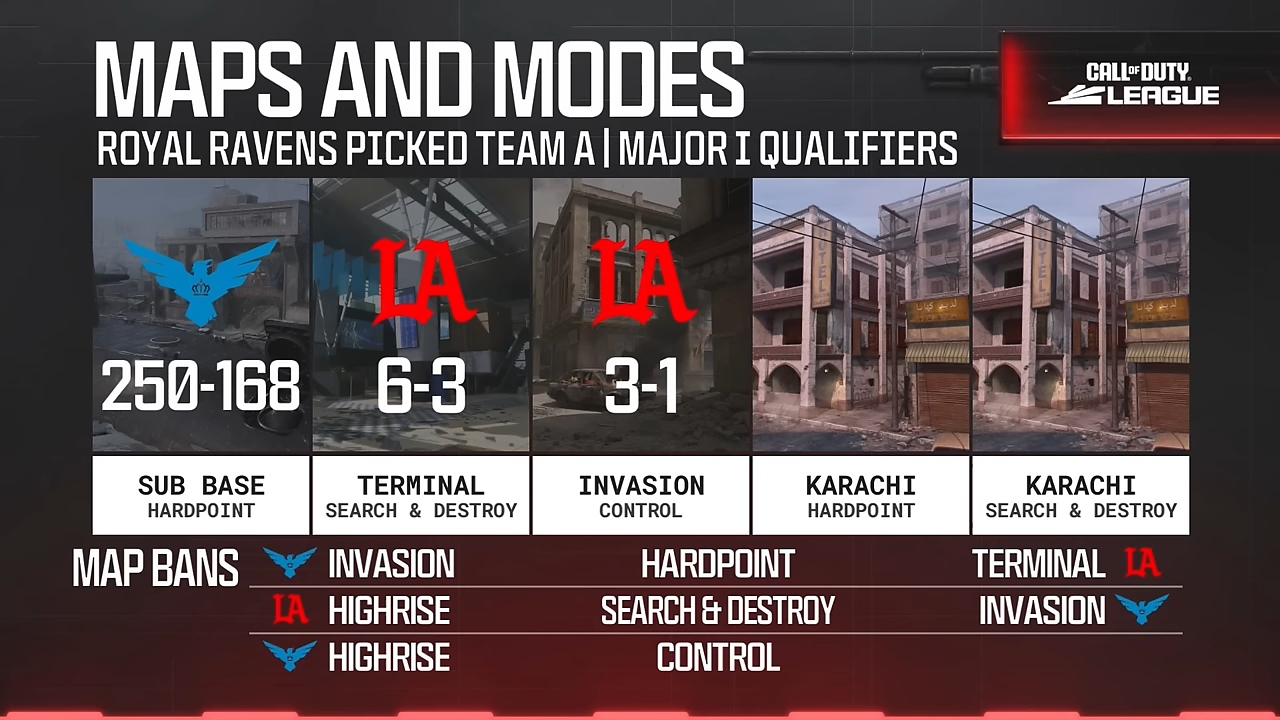 MAPS AND MODES
CALL OF DUTY
LEAGUE
ROYAL RAVENS PICKED TEAM A | MAJOR I QUALIFIERS
LA
LA
HOTEL
HOTEL
250-168
6-3
3-1
SUB BASE
TERMINAL
INVASION
KARACHI
KARACHI
HARDPOINT
SEARCH & DESTROY
CONTROL
HARDPOINT
SEARCH & DESTROY
MAP BANS
INVASION
HARDPOINT
TERMINAL
LA
LA
HIGHRISE
SEARCH & DESTROY
INVASION
HIGHRISE
CONTROL